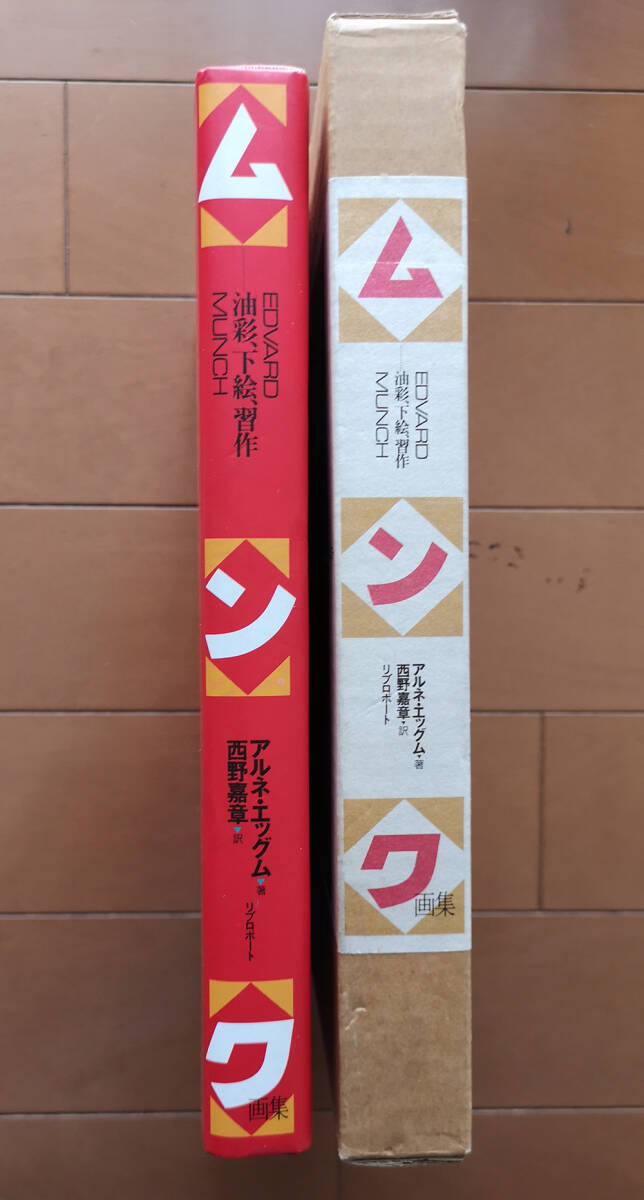 ムンク
EDVARD
油彩、下絵、習作
MUNCH
アルネ・エッグム▼著
西野嘉章▼訳
リブロポート
画集
ムンク
EDVARD
油彩、下絵、習作
MUNCH
アルネ・エッグム▼著
西野嘉章▼訳
リブロポート
画集